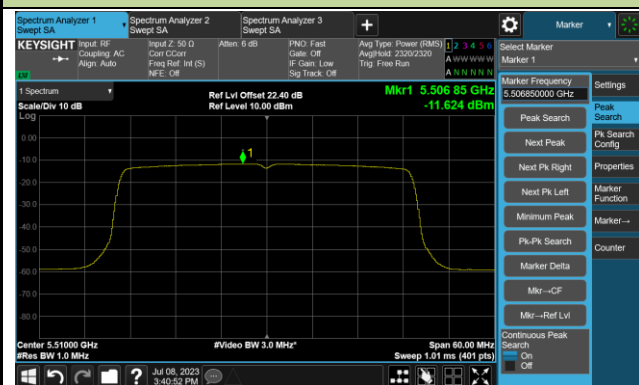 Spectrum Analyzer 1
Swept SA
Spectrum Analyzer 2
Swept SA
Spectrum Analyzer 3
Swept SA
+
Marker
KEYSIGHT
LW
Input: RF
Coupling: AC
Align: Auto
Input Z: 50 Ω
Corr CCorr
Freq Ref: Int (S)
NFE: Off
Atten: 6 dB
PNO: Fast
Gate: Off
IF Gain: Low
Sig Track: Off
Avg Type: Power (RMS)
Avg|Hold: 2320/2320
Trig: Free Run
1 2 3 4 5 6
A W W W W W
A N N N N N
Select Marker
Marker 1
1 Spectrum
Scale/Div 10 dB
Log
Ref Lvl Offset 22.40 dB
Ref Level 10.00 dBm
Mkr1 5.506 85 GHz
-11.624 dBm
0.00
-10.0
-20.0
-30.0
-40.0
-50.0
-60.0
-70.0
-80.0
1
Center 5.51000 GHz
#Res BW 1.0 MHz
#Video BW 3.0 MHz*
Span 60.00 MHz
Sweep 1.01 ms (401 pts)
Marker Frequency
5.506850000 GHz
Peak Search
Next Peak
Next Pk Right
Next Pk Left
Minimum Peak
Pk-Pk Search
Marker Delta
Mkr→CF
Mkr→Ref Lvl
Continuous Peak
Search
On
Off
Settings
Peak
Search
Pk Search
Config
Properties
Marker
Function
Marker→
Counter
?
Jul 08, 2023
3:40:52 PM